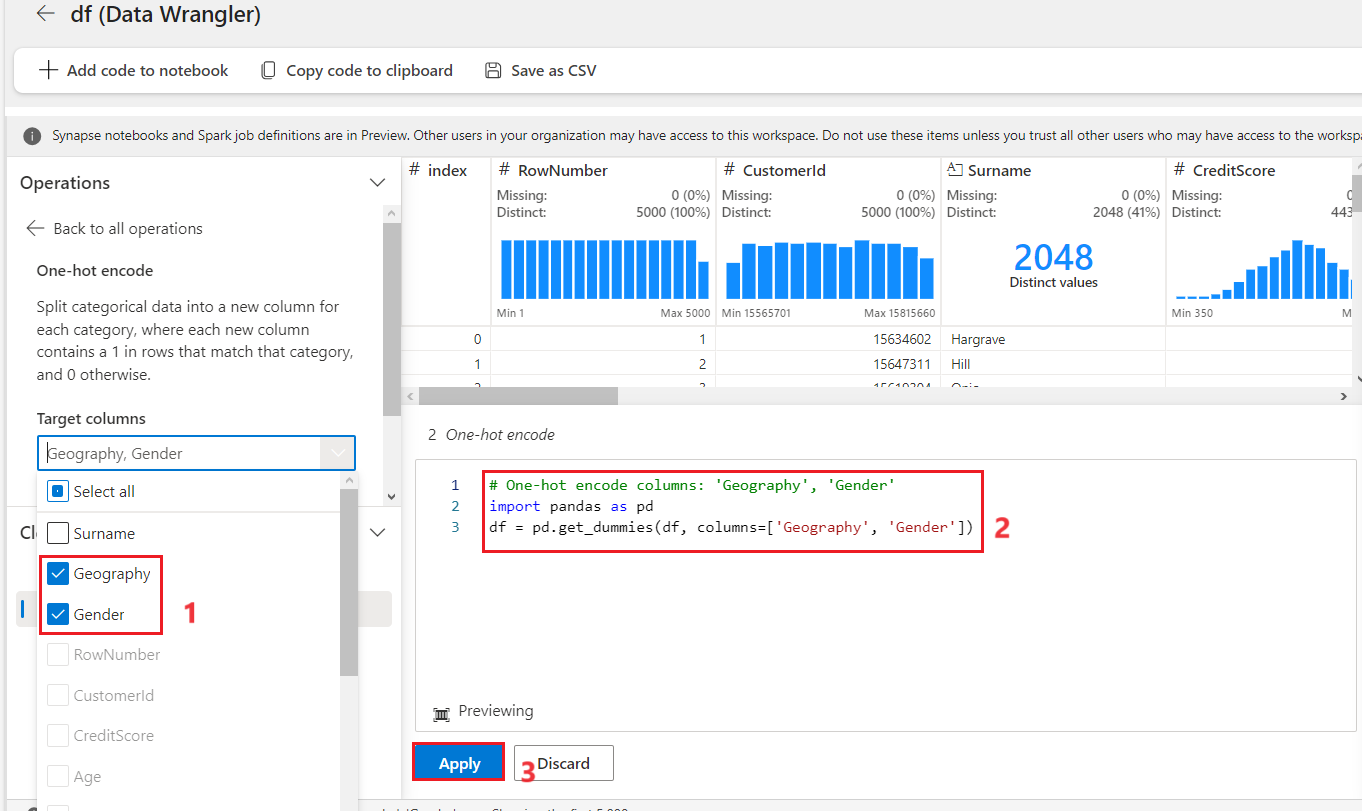 df (Data Wrangler)
Add code to notebook
Copy code to clipboard
Save as CSV
Synapse notebooks and Spark job definitions are in Preview. Other users in your organization may have access to this workspace. Do not use these items unless you trust all other users who may have access to the
Operations
Back to all operations
One-hot encode
Split categorical data into a new column for
each category, where each new column
contains a 1 in rows that match that category,
and 0 otherwise.
Target columns
Geography, Gender
Select all
Surname
Geography
Gender
1
RowNumber
CustomerId
CreditScore
Age
# index
# RowNumber
Missing: 0 (0%)
Distinct: 5000 (100%)
Min 1 Max 5000
# CustomerId
Missing: 0 (0%)
Distinct: 5000 (100%)
Min 15565701 Max 15815660
Surname
Missing: 0 (0%)
Distinct: 2048 (41%)
2048
Distinct values
# CreditScore
Missing:
Distinct: 443
Min 350
0 1 15634602 Hargrave
1 2 15647311 Hill
2 One-hot encode
1 # One-hot encode columns: 'Geography', 'Gender'
2 import pandas as pd
3 df = pd.get_dummies(df, columns=['Geography', 'Gender'])
2
Previewing
Apply
3
Discard